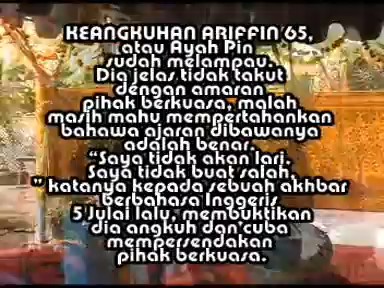 KEANGKUHAN ARIFFIN 65,
atau Ayah Pin
sudah melampau.
Dia jelas tidak takut
dengan amaran
pihak berkuasa, malah,
masih mahu mempertahankan
bahawa ajaran dibawanya
adalah benar.
“Saya tidak akan lari.
Saya tidak buat salah,
” katanya kepada sebuah akhbar
berbahasa Inggeris
5 Julai lalu, membuktikan
dia angkuh dan cuba
mempersendakan
pihak berkuasa.